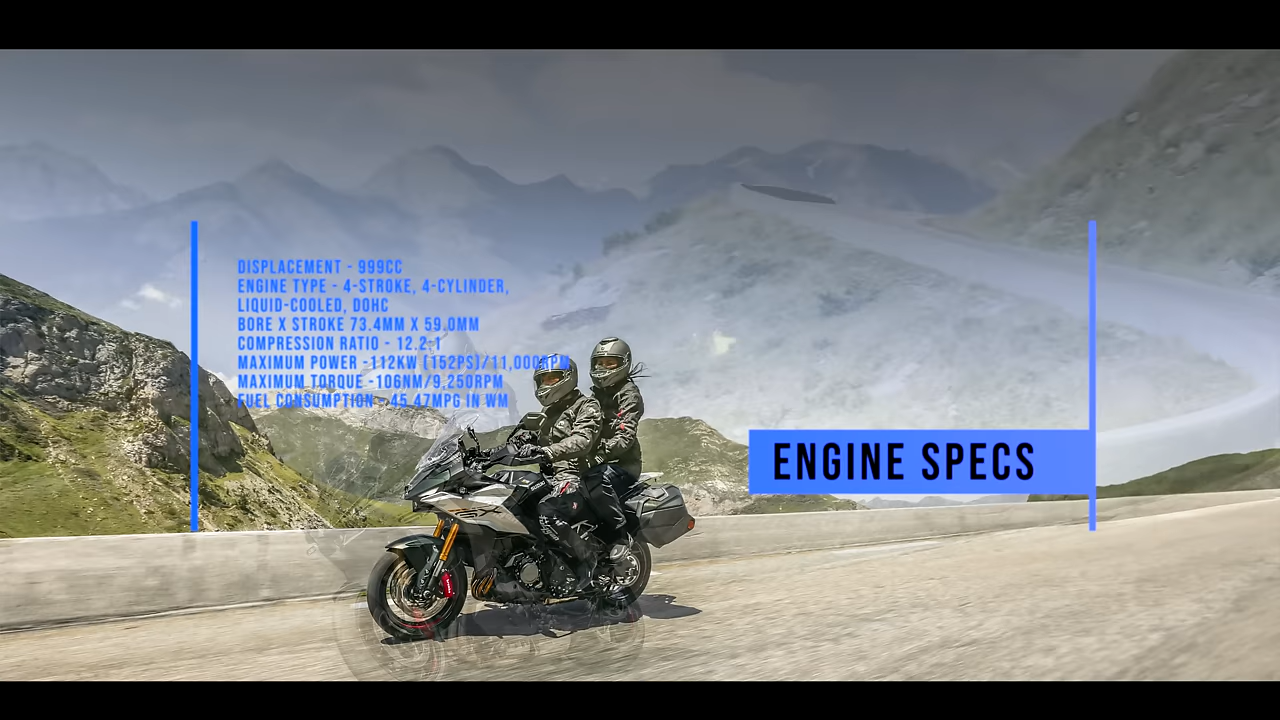 DISPLACEMENT - 999CC
ENGINE TYPE - 4-STROKE, 4-CYLINDER,
LIQUID-COOLED, DOHC
BORE X STROKE 73.4MM X 59.0MM
COMPRESSION RATIO - 12.2:1
MAXIMUM POWER -112KW (152PS)/11,000RPM
MAXIMUM TORQUE -106NM/9,250RPM
FUEL CONSUMPTION - 45.47MPG IN WM
ENGINE SPECS